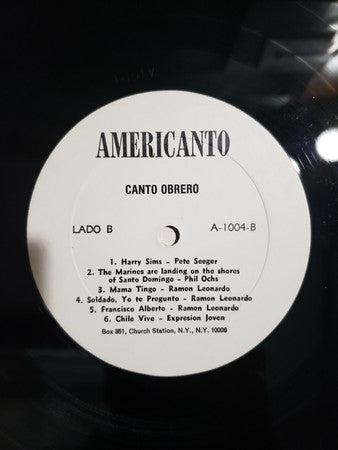 AMERICANTO
CANTO OBRERO
LADO B
A-1004-B
1. Harry Sims - Pete Seeger
2. The Marines are landing on the shores
of Santo Domingo - Phil Ochs
3. Mama Tingo - Ramon Leonardo
4. Soldado, Yo te Pregunto - Ramon Leonardo
5. Francisco Alberto - Ramon Leonardo
6. Chile Vive - Expresion Joven
Box 351, Church Station, N.Y., N.Y. 10008